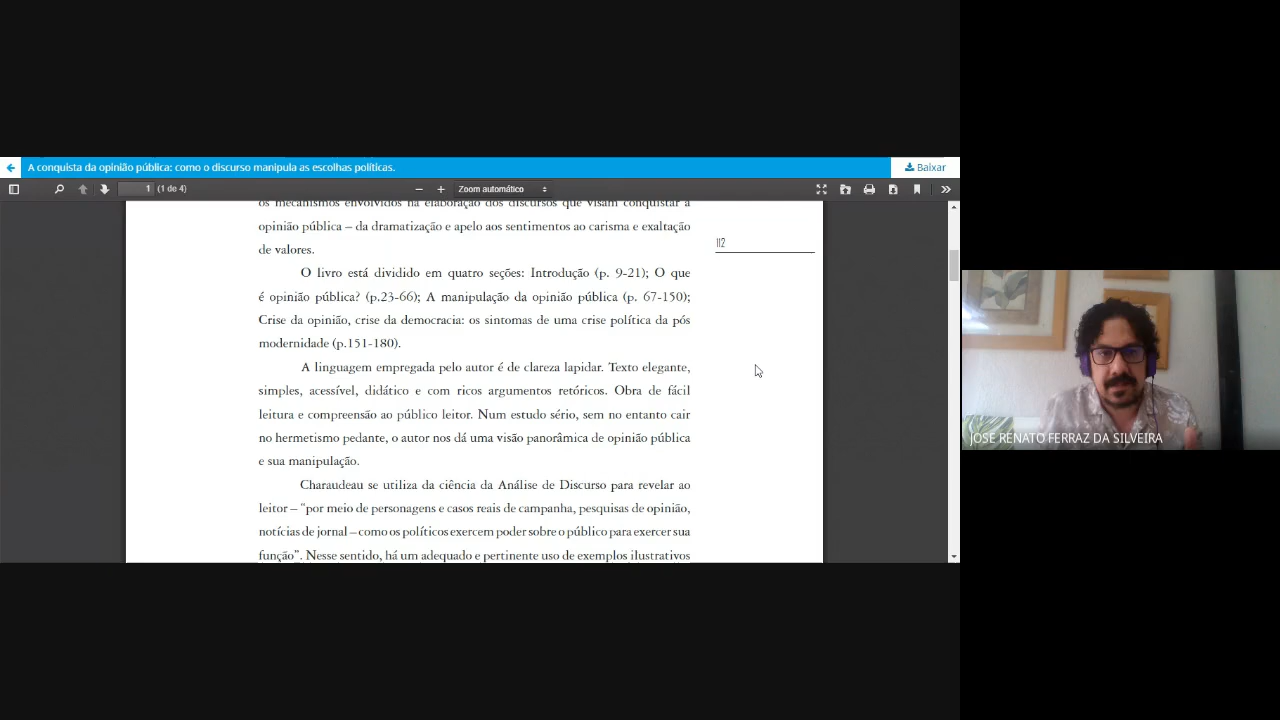 A conquista da opinião pública: como o discurso manipula as escolhas políticas.
Baixar
1 (1 de 4)
Zoom automático
os mecanismos envolvidos na elaboração dos discursos que visam conquistar a
opinião pública – da dramatização e apelo aos sentimentos ao carisma e exaltação
de valores.
112
O livro está dividido em quatro seções: Introdução (p. 9-21); O que
é opinião pública? (p.23-66); A manipulação da opinião pública (p. 67-150);
Crise da opinião, crise da democracia: os sintomas de uma crise política da pós
modernidade (p.151-180).
A linguagem empregada pelo autor é de clareza lapidar. Texto elegante,
simples, acessível, didático e com ricos argumentos retóricos. Obra de fácil
leitura e compreensão ao público leitor. Num estudo sério, sem no entanto cair
no hermetismo pedante, o autor nos dá uma visão panorâmica de opinião pública
e sua manipulação.
Charaudeau se utiliza da ciência da Análise de Discurso para revelar ao
leitor – “por meio de personagens e casos reais de campanha, pesquisas de opinião,
notícias de jornal – como os políticos exercem poder sobre o público para exercer sua
função”. Nesse sentido, há um adequado e pertinente uso de exemplos ilustrativos
JOSE RENATO FERRAZ DA SILVEIRA